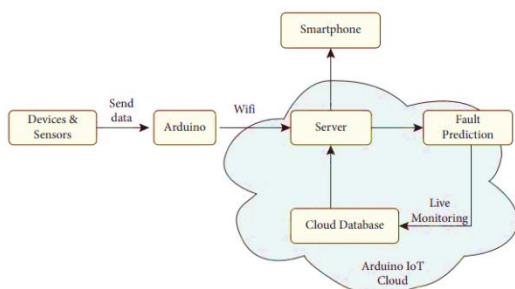 Smartphone
Devices &
Sensors
Send
data
Arduino
Wifi
Server
Fault
Prediction
Live
Monitoring
Cloud Database
Arduino IoT
Cloud